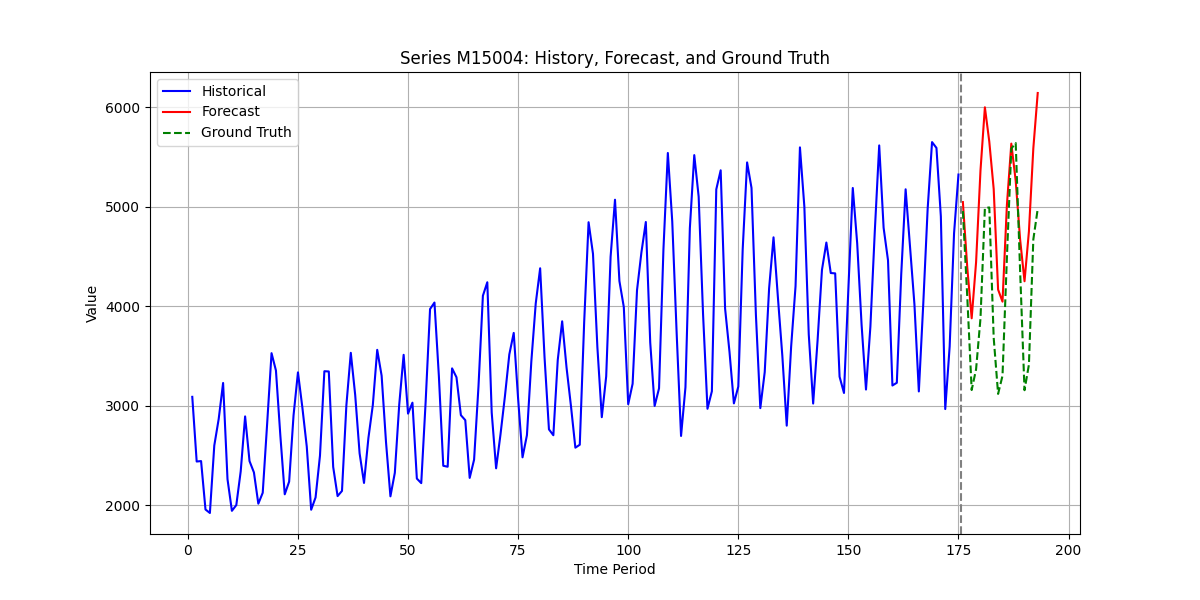 Series M15004: History, Forecast, and Ground Truth
Historical
Forecast
Ground Truth
6000
5000
4000
3000
2000
Value
0 25 50 75 100 125 150 175 200
Time Period